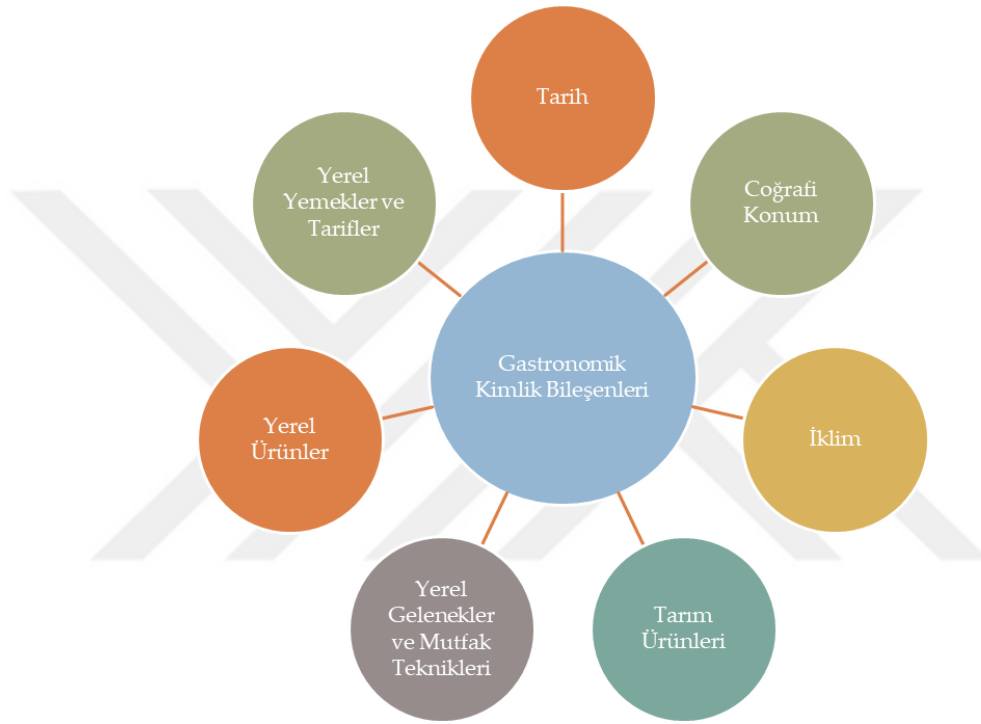 Tarih
Coğrafi
Konum
İklim
Tarım
Ürünleri
Yerel
Gelenekler
ve Mutfak
Teknikleri
Yerel
Ürünler
Yerel
Yemekler ve
Tarifler
Gastronomik
Kimlik Bileşenleri